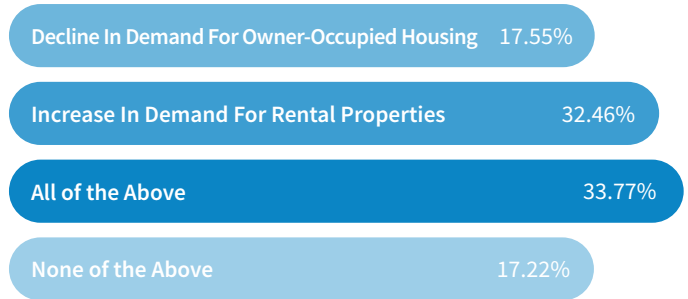 Decline In Demand For Owner-Occupied Housing 17.55%
Increase In Demand For Rental Properties 32.46%
All of the Above 33.77%
None of the Above 17.22%